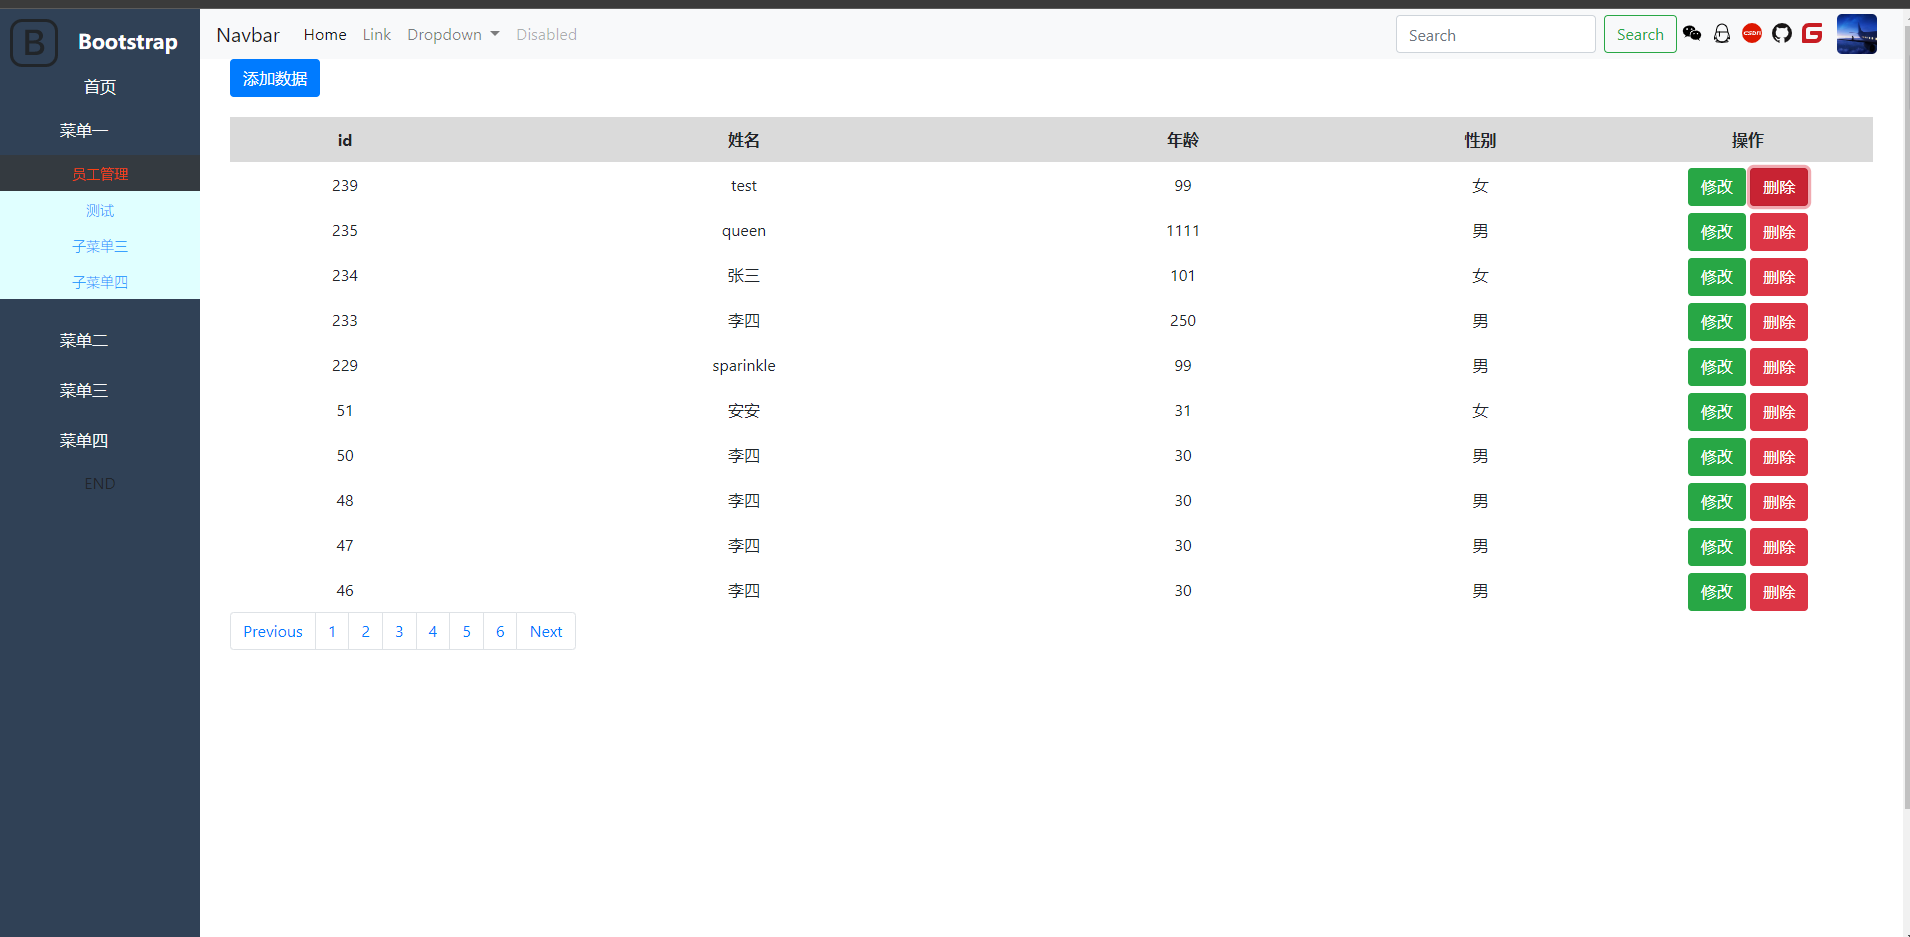 B Bootstrap
首页
菜单一
员工管理
测试
子菜单三
子菜单四
菜单二
菜单三
菜单四
END
Navbar Home Link Dropdown Disabled Search Search CSDN G
添加数据
id 姓名 年龄 性别 操作
239 test 99 女 修改 删除
235 queen 1111 男 修改 删除
234 张三 101 女 修改 删除
233 李四 250 男 修改 删除
229 sparinkle 99 男 修改 删除
51 安安 31 女 修改 删除
50 李四 30 男 修改 删除
48 李四 30 男 修改 删除
47 李四 30 男 修改 删除
46 李四 30 男 修改 删除
Previous 1 2 3 4 5 6 Next